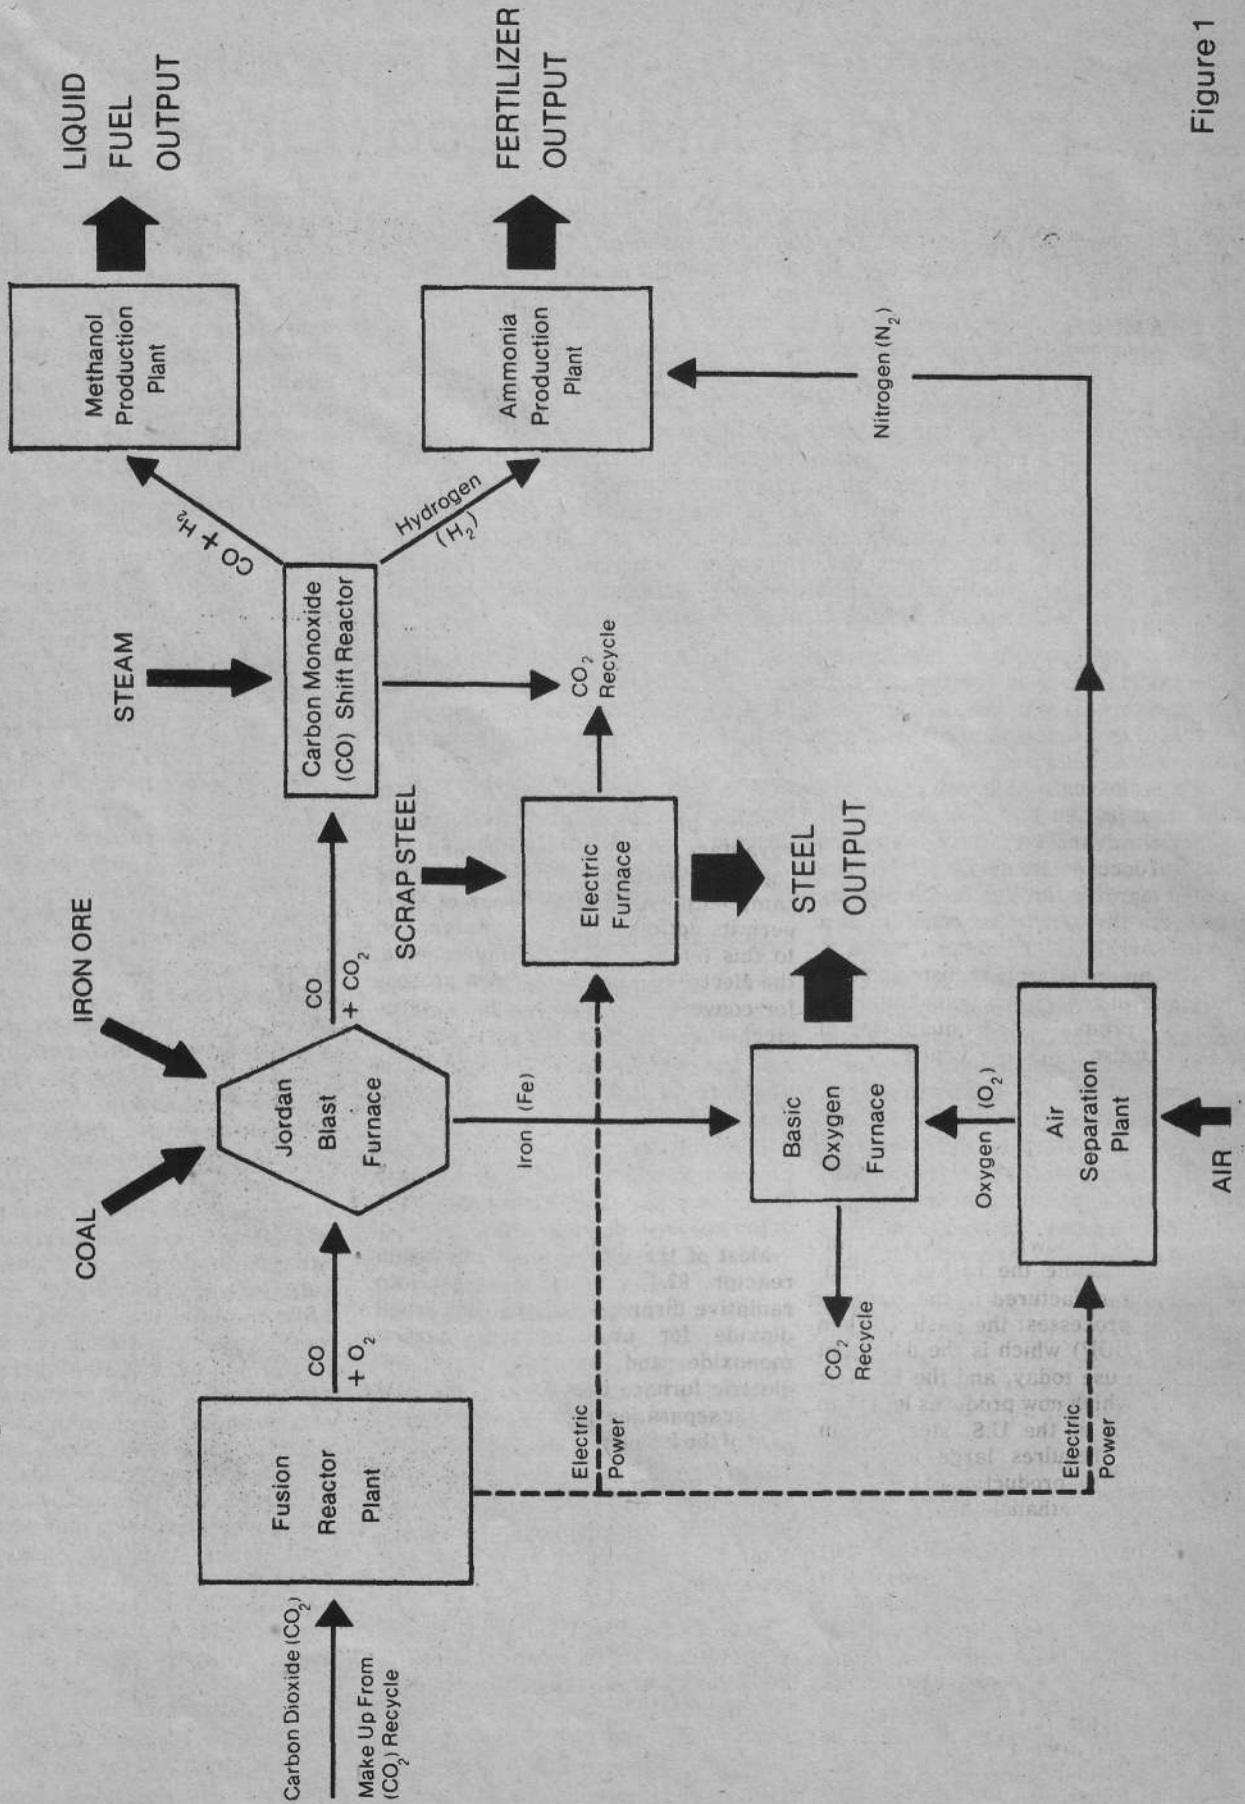 Carbon Dioxide (CO₂)
Make Up From
(CO₂) Recycle
Fusion
Reactor
Plant
CO
+ O₂
COAL
IRON ORE
Jordan
Blast
Furnace
CO
+ CO₂
STEAM
Carbon Monoxide
(CO) Shift Reactor
CO + H₂
Hydrogen
(H₂)
Methanol
Production
Plant
LIQUID
FUEL
OUTPUT
Ammonia
Production
Plant
FERTILIZER
OUTPUT
CO₂
Recycle
SCRAP STEEL
Electric
Furnace
STEEL
OUTPUT
Iron (Fe)
Electric
Power
Basic
Oxygen
Furnace
CO₂
Recycle
Oxygen (O₂)
Electric
Power
Air
Separation
Plant
AIR
Nitrogen (N₂)
Figure 1